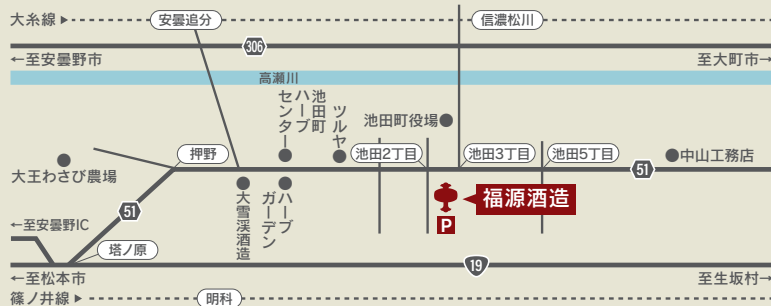 大糸線
安曇追分
信濃松川
306
←至安曇野市
至大町市→
高瀬川
池田町
ハーブ
センター
ツルヤ
池田町役場
押野
池田2丁目
池田3丁目
池田5丁目
中山工務店
大王わさび農場
51
51
大雪渓酒造
ハーブ
ガーデン
福源酒造
P
←至安曇野IC
塔ノ原
19
←至松本市
至生坂村→
篠ノ井線
明科